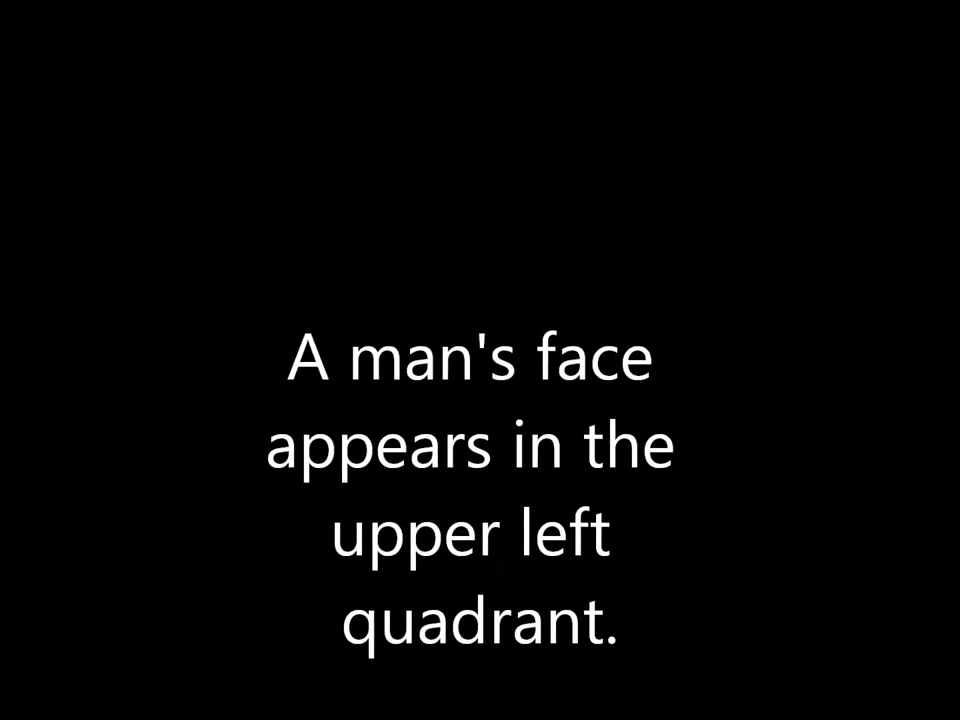 A man's face
appears in the
upper left
quadrant.